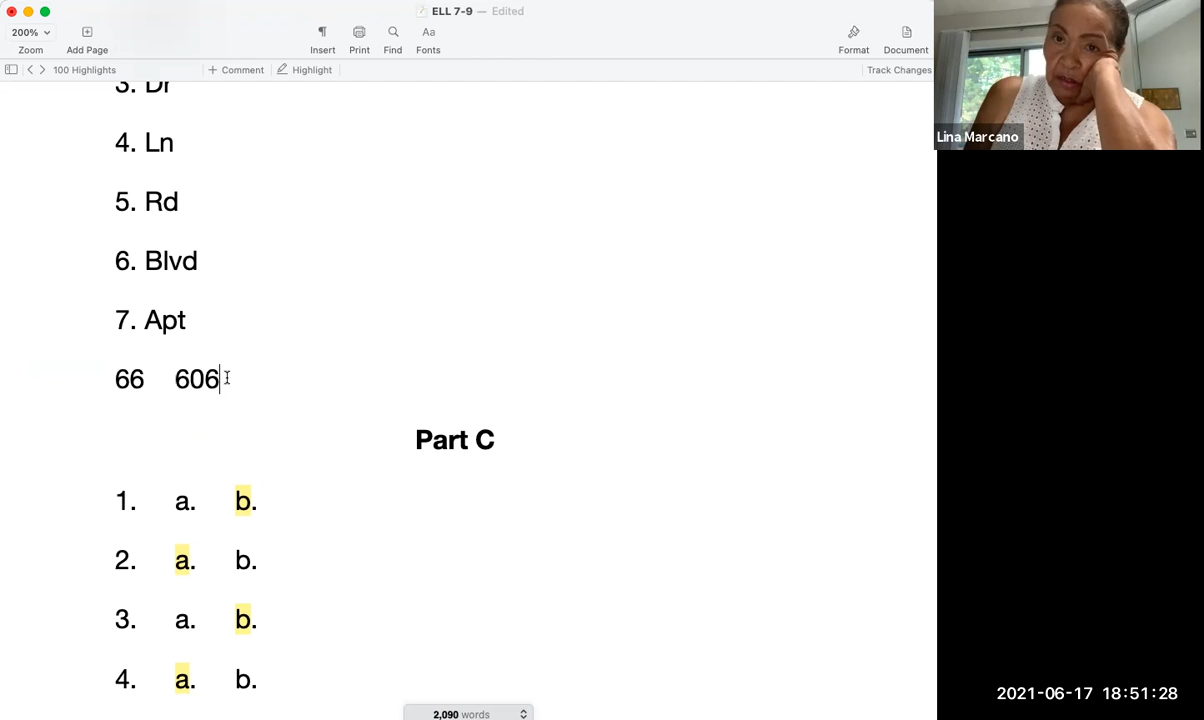 ELL 7-9 — Edited
200%
Zoom
Add Page
Insert
Print
Find
Aa
Fonts
Format
Document
100 Highlights
Comment
Highlight
Track Changes
3. Dr
4. Ln
5. Rd
6. Blvd
7. Apt
66 606
Part C
1. a. b.
2. a. b.
3. a. b.
4. a. b.
2,090 words
Lina Marcano
2021-06-17 18:51:28